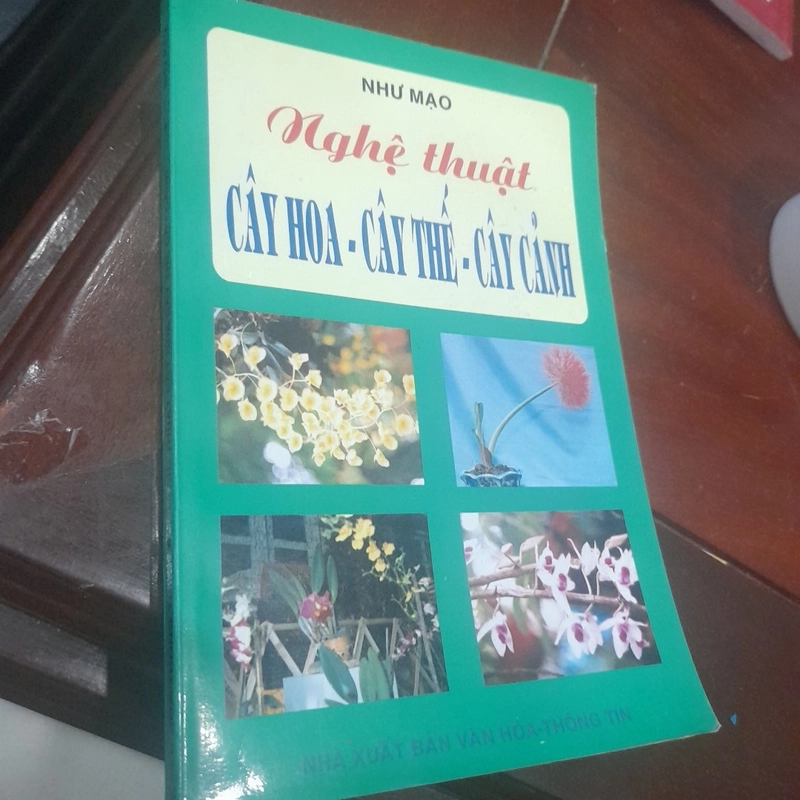 NHƯ MẠO
Nghệ thuật
CÂY HOA - CÂY THẾ - CÂY CẢNH
NHÀ XUẤT BẢN VĂN HÓA-THÔNG TIN